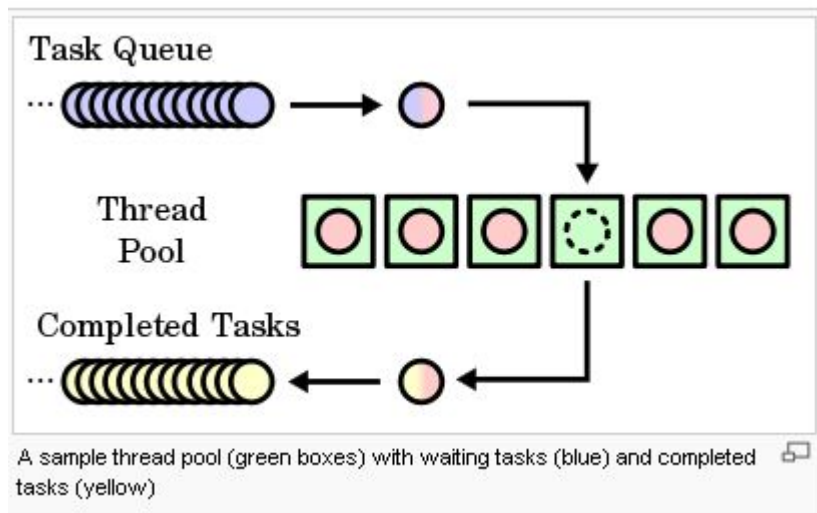 Task Queue
...
Thread
Pool
Completed Tasks
...
A sample thread pool (green boxes) with waiting tasks (blue) and completed
tasks (yellow)